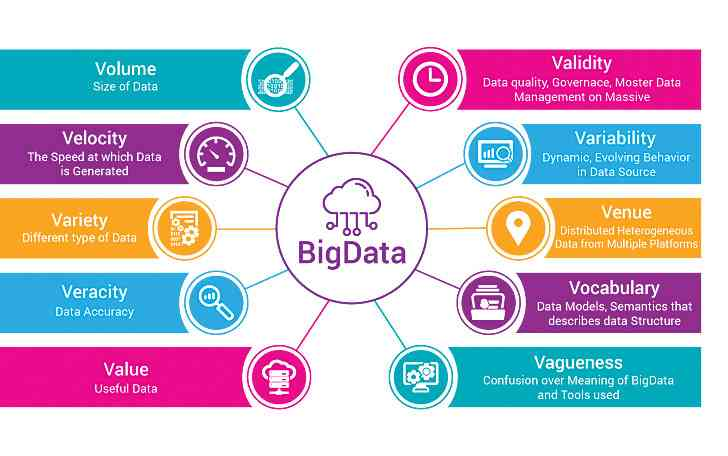 Volume
Size of Data
Velocity
The Speed at which Data
is Generated
Variety
Different type of Data
Veracity
Data Accuracy
Value
Useful Data
BigData
Validity
Data quality, Governace, Moster Data
Management on Massive
Variability
Dynamic, Evolving Behavior
in Data Source
Venue
Distributed Heterogeneous
Data from Multiple Platforms
Vocabulary
Data Models, Semantics that
describes data Structure
Vagueness
Confusion over Meaning of BigData
and Tools used